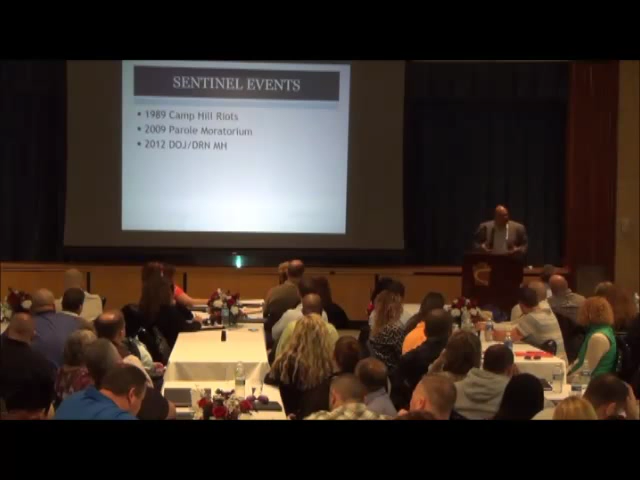 SENTINEL EVENTS
• 1989 Camp Hill Riots
• 2009 Parole Moratorium
• 2012 DOJ/DRN MH